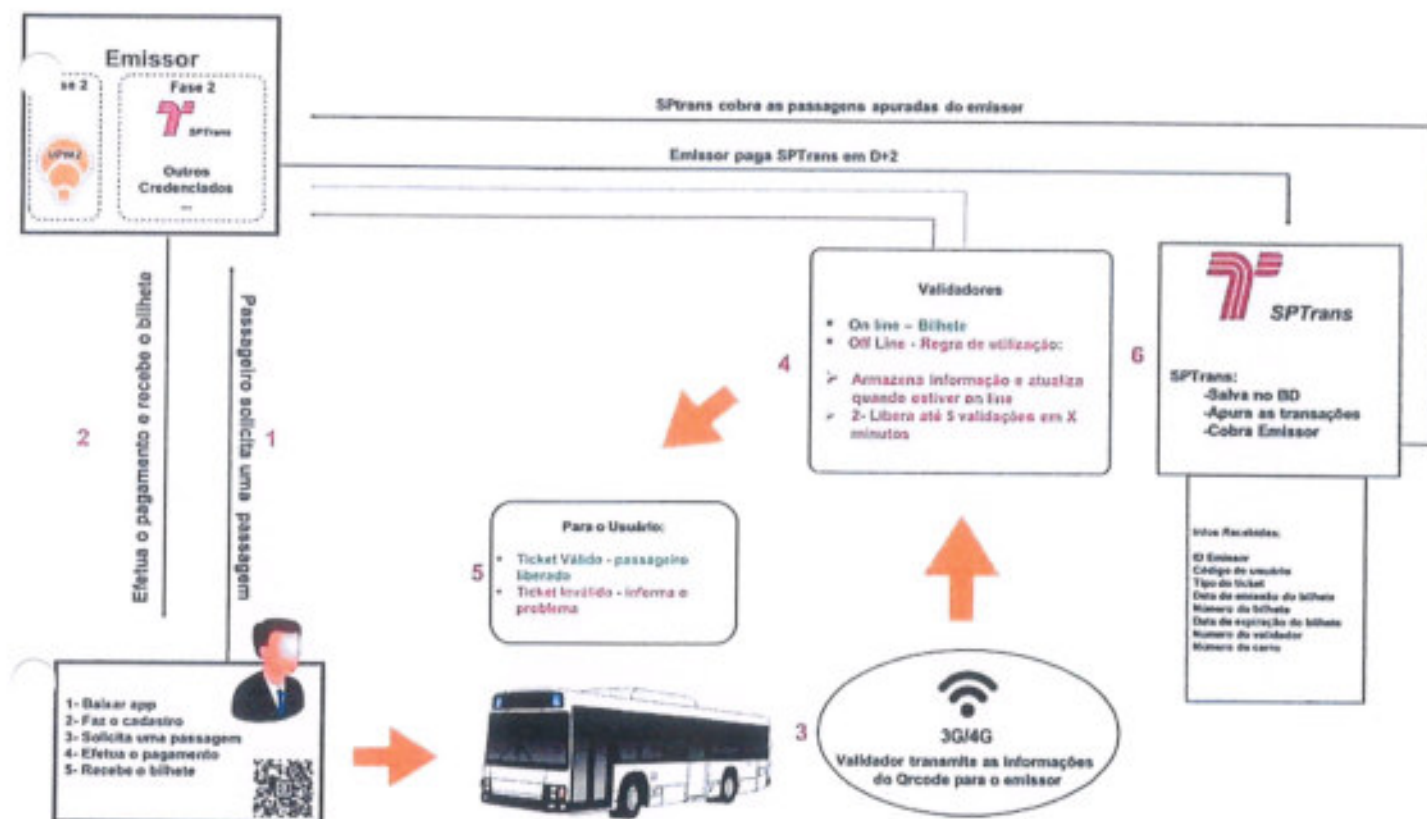 Emissor
se 2
Fase 2
SPTrans
Outros
Credenciados
...
SPtrans cobra as passagens apuradas do emissor
Emissor paga SPTrans em D+2
2
Efetua o pagamento e recebe o bilhete
Passageiro solicita uma passagem
1
4
Validadores
On line – Bilhete
Off Line - Regra de utilização:
Armazena informação e atualiza
quando estiver on line
2- Libera até 5 validações em X
minutos
6
SPTrans
SPTrans:
-Salva no BD
-Apura as transações
-Cobra Emissor
Infos Recebidas:
ID Emissor
Código do usuário
Tipo do ticket
Data de emissão do bilhete
Número do bilhete
Data de expiração do bilhete
Numero do validador
Número do carro
5
Para o Usuário:
Ticket Válido - passageiro
liberado
Ticket Inválido - informa o
problema
1- Baixar app
2- Faz o cadastro
3- Solicita uma passagem
4- Efetua o pagamento
5- Recebe o bilhete
3
3G/4G
Validador transmite as informações
do Qrcode para o emissor